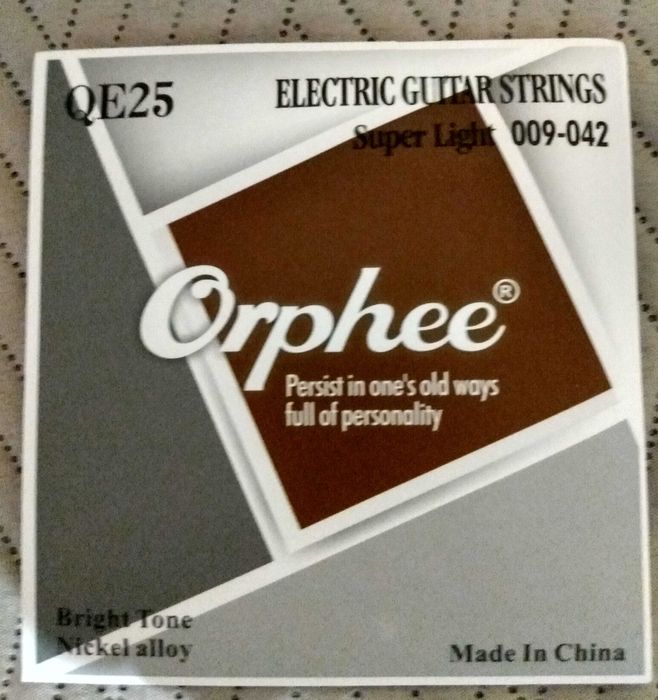 QE25
ELECTRIC GUITAR STRINGS
Super Light 009-042
Orphee®
Persist in one's old ways
full of personality
Bright Tone
Nickel alloy
Made In China